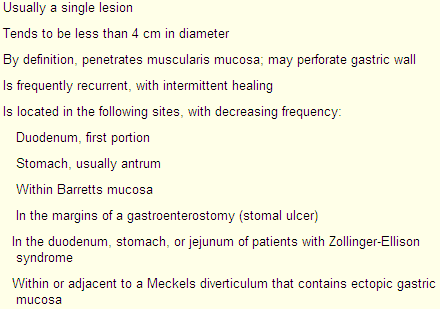 Usually a single lesion
Tends to be less than 4 cm in diameter
By definition, penetrates muscularis mucosa; may perforate gastric wall
Is frequently recurrent, with intermittent healing
Is located in the following sites, with decreasing frequency:
Duodenum, first portion
Stomach, usually antrum
Within Barretts mucosa
In the margins of a gastroenterostomy (stomal ulcer)
In the duodenum, stomach, or jejunum of patients with Zollinger-Ellison
syndrome
Within or adjacent to a Meckels diverticulum that contains ectopic gastric
mucosa